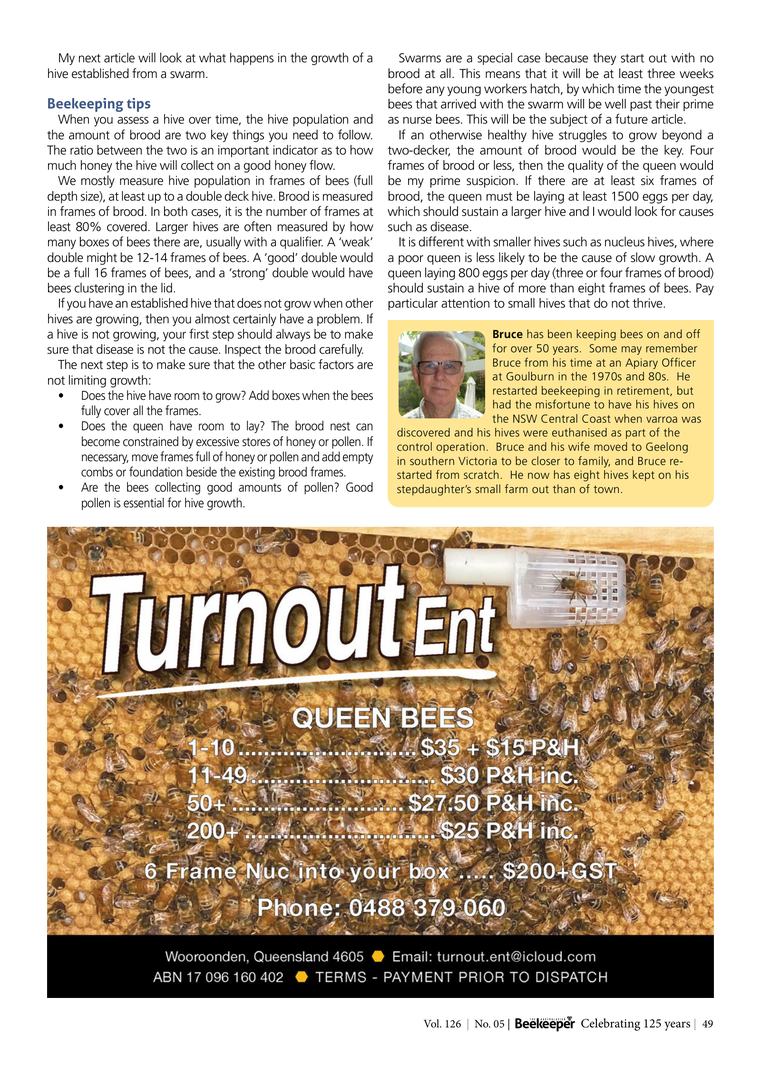 My next article will look at what happens in the growth of a
hive established from a swarm.
Beekeeping tips
When you assess a hive over time, the hive population and
the amount of brood are two key things you need to follow.
The ratio between the two is an important indicator as to how
much honey the hive will collect on a good honey flow.
We mostly measure hive population in frames of bees (full
depth size), at least up to a double deck hive. Brood is measured
in frames of brood. In both cases, it is the number of frames at
least 80% covered. Larger hives are often measured by how
many boxes of bees there are, usually with a qualifier. A ‘weak’
double might be 12-14 frames of bees. A ‘good’ double would
be a full 16 frames of bees, and a ‘strong’ double would have
bees clustering in the lid.
If you have an established hive that does not grow when other
hives are growing, then you almost certainly have a problem. If
a hive is not growing, your first step should always be to make
sure that disease is not the cause. Inspect the brood carefully.
The next step is to make sure that the other basic factors are
not limiting growth:
• Does the hive have room to grow? Add boxes when the bees
fully cover all the frames.
• Does the queen have room to lay? The brood nest can
become constrained by excessive stores of honey or pollen. If
necessary, move frames full of honey or pollen and add empty
combs or foundation beside the existing brood frames.
• Are the bees collecting good amounts of pollen? Good
pollen is essential for hive growth.
Swarms are a special case because they start out with no
brood at all. This means that it will be at least three weeks
before any young workers hatch, by which time the youngest
bees that arrived with the swarm will be well past their prime
as nurse bees. This will be the subject of a future article.
If an otherwise healthy hive struggles to grow beyond a
two-decker, the amount of brood would be the key. Four
frames of brood or less, then the quality of the queen would
be my prime suspicion. If there are at least six frames of
brood, the queen must be laying at least 1500 eggs per day,
which should sustain a larger hive and I would look for causes
such as disease.
It is different with smaller hives such as nucleus hives, where
a poor queen is less likely to be the cause of slow growth. A
queen laying 800 eggs per day (three or four frames of brood)
should sustain a hive of more than eight frames of bees. Pay
particular attention to small hives that do not thrive.
Bruce has been keeping bees on and off
for over 50 years. Some may remember
Bruce from his time at an Apiary Officer
at Goulburn in the 1970s and 80s. He
restarted beekeeping in retirement, but
had the misfortune to have his hives on
the NSW Central Coast when varroa was
discovered and his hives were euthanised as part of the
control operation. Bruce and his wife moved to Geelong
in southern Victoria to be closer to family, and Bruce re-
started from scratch. He now has eight hives kept on his
stepdaughter’s small farm out than of town.
Turnout Ent
QUEEN BEES
1-10 ........................... $35 + $15 P&H
11-49 ............................ $30 P&H inc.
50+ .......................... $27.50 P&H inc.
200+ ............................. $25 P&H inc.
6 Frame Nuc into your box ..... $200+GST
Phone: 0488 379 060
Wooroonden, Queensland 4605 Email: turnout.ent@icloud.com
ABN 17 096 160 402 TERMS - PAYMENT PRIOR TO DISPATCH
Vol. 126 | No. 05 | Beekeeper Celebrating 125 years | 49